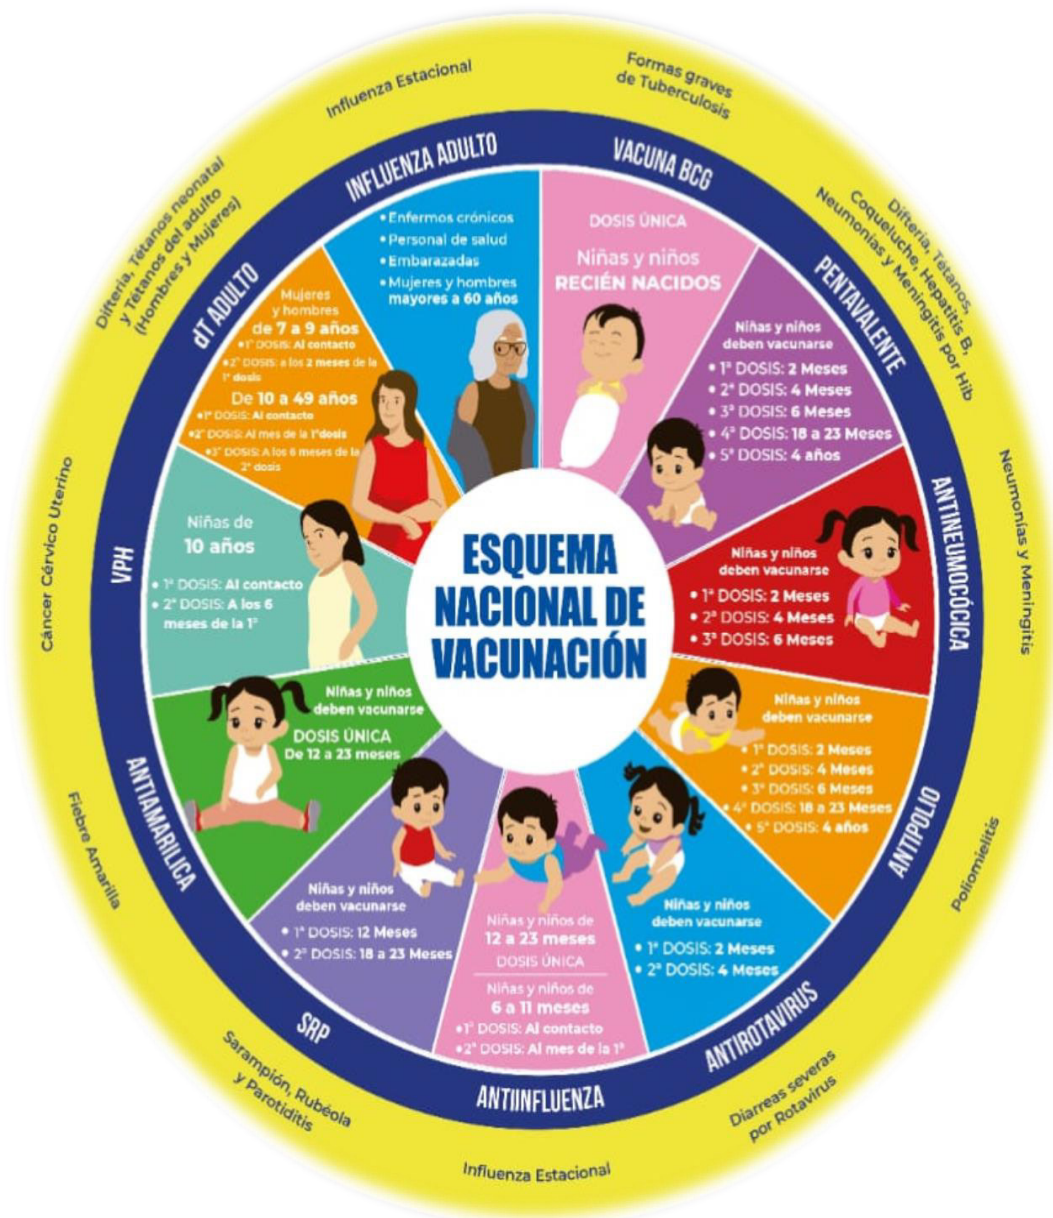 ESQUEMA
NACIONAL DE
VACUNACIÓN
Formas graves
de Tuberculosis
VACUNA BCG
DOSIS ÚNICA
Niñas y niños
RECIÉN NACIDOS
Difteria, Tétanos,
Coqueluche, Hepatitis B,
Neumonías y Meningitis por Hib
PENTAVALENTE
Niñas y niños
deben vacunarse
• 1ª DOSIS: 2 Meses
• 2ª DOSIS: 4 Meses
• 3ª DOSIS: 6 Meses
• 4ª DOSIS: 18 a 23 Meses
• 5ª DOSIS: 4 años
Neumonías y Meningitis
ANTINEUMOCÓCICA
Niñas y niños
deben vacunarse
• 1ª DOSIS: 2 Meses
• 2ª DOSIS: 4 Meses
• 3ª DOSIS: 6 Meses
Poliomielitis
ANTIPOLIO
Niñas y niños
deben vacunarse
• 1ª DOSIS: 2 Meses
• 2ª DOSIS: 4 Meses
• 3ª DOSIS: 6 Meses
• 4ª DOSIS: 18 a 23 Meses
• 5ª DOSIS: 4 años
Diarreas severas
por Rotavirus
ANTIROTAVIRUS
Niñas y niños
deben vacunarse
• 1ª DOSIS: 2 Meses
• 2ª DOSIS: 4 Meses
Influenza Estacional
ANTIINFLUENZA
Niñas y niños de
12 a 23 meses
DOSIS ÚNICA
Niñas y niños de
6 a 11 meses
•1ª DOSIS: Al contacto
•2ª DOSIS: Al mes de la 1ª
Sarampión, Rubéola
y Parotiditis
SRP
Niñas y niños
deben vacunarse
• 1ª DOSIS: 12 Meses
• 2ª DOSIS: 18 a 23 Meses
Fiebre Amarilla
ANTIAMARILICA
Niñas y niños
deben vacunarse
DOSIS ÚNICA
De 12 a 23 meses
Cáncer Cérvico Uterino
VPH
Niñas de
10 años
• 1ª DOSIS: Al contacto
• 2ª DOSIS: A los 6
meses de la 1ª
Difteria, Tétanos neonatal
y Tétanos del adulto
(Hombres y Mujeres)
dT ADULTO
Mujeres
y hombres
de 7 a 9 años
•1ª DOSIS: Al contacto
•2ª DOSIS: a los 2 meses de la
1ª dosis
De 10 a 49 años
•1ª DOSIS: Al contacto
•2ª DOSIS: Al mes de la 1ªdosis
•3ª DOSIS: A los 6 meses de la
2ª dosis
Influenza Estacional
INFLUENZA ADULTO
• Enfermos crónicos
• Personal de salud
• Embarazadas
• Mujeres y hombres
mayores a 60 años